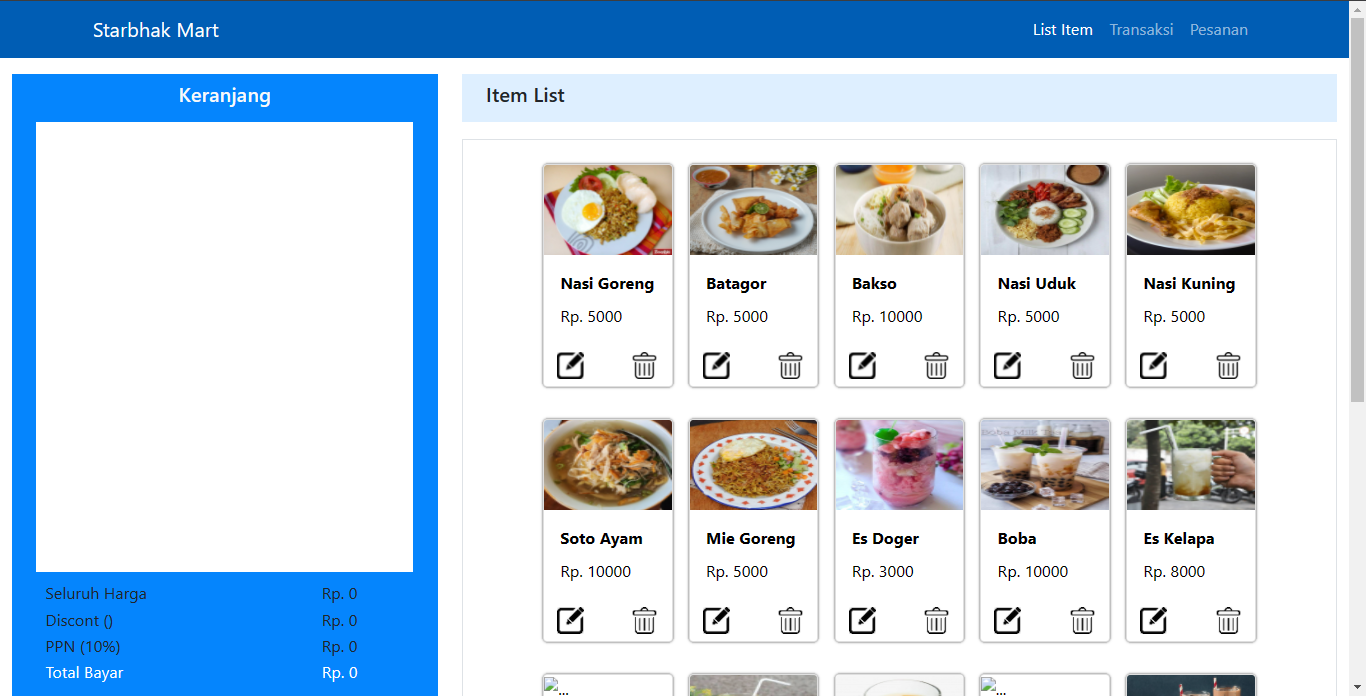 Starbhak Mart
List Item Transaksi Pesanan
Keranjang
Seluruh Harga Rp. 0
Discont () Rp. 0
PPN (10%) Rp. 0
Total Bayar Rp. 0
Item List
Nasi Goreng Batagor Bakso Nasi Uduk Nasi Kuning
Rp. 5000 Rp. 5000 Rp. 10000 Rp. 5000 Rp. 5000
Soto Ayam Mie Goreng Es Doger Boba Es Kelapa
Rp. 10000 Rp. 5000 Rp. 3000 Rp. 10000 Rp. 8000
... ...